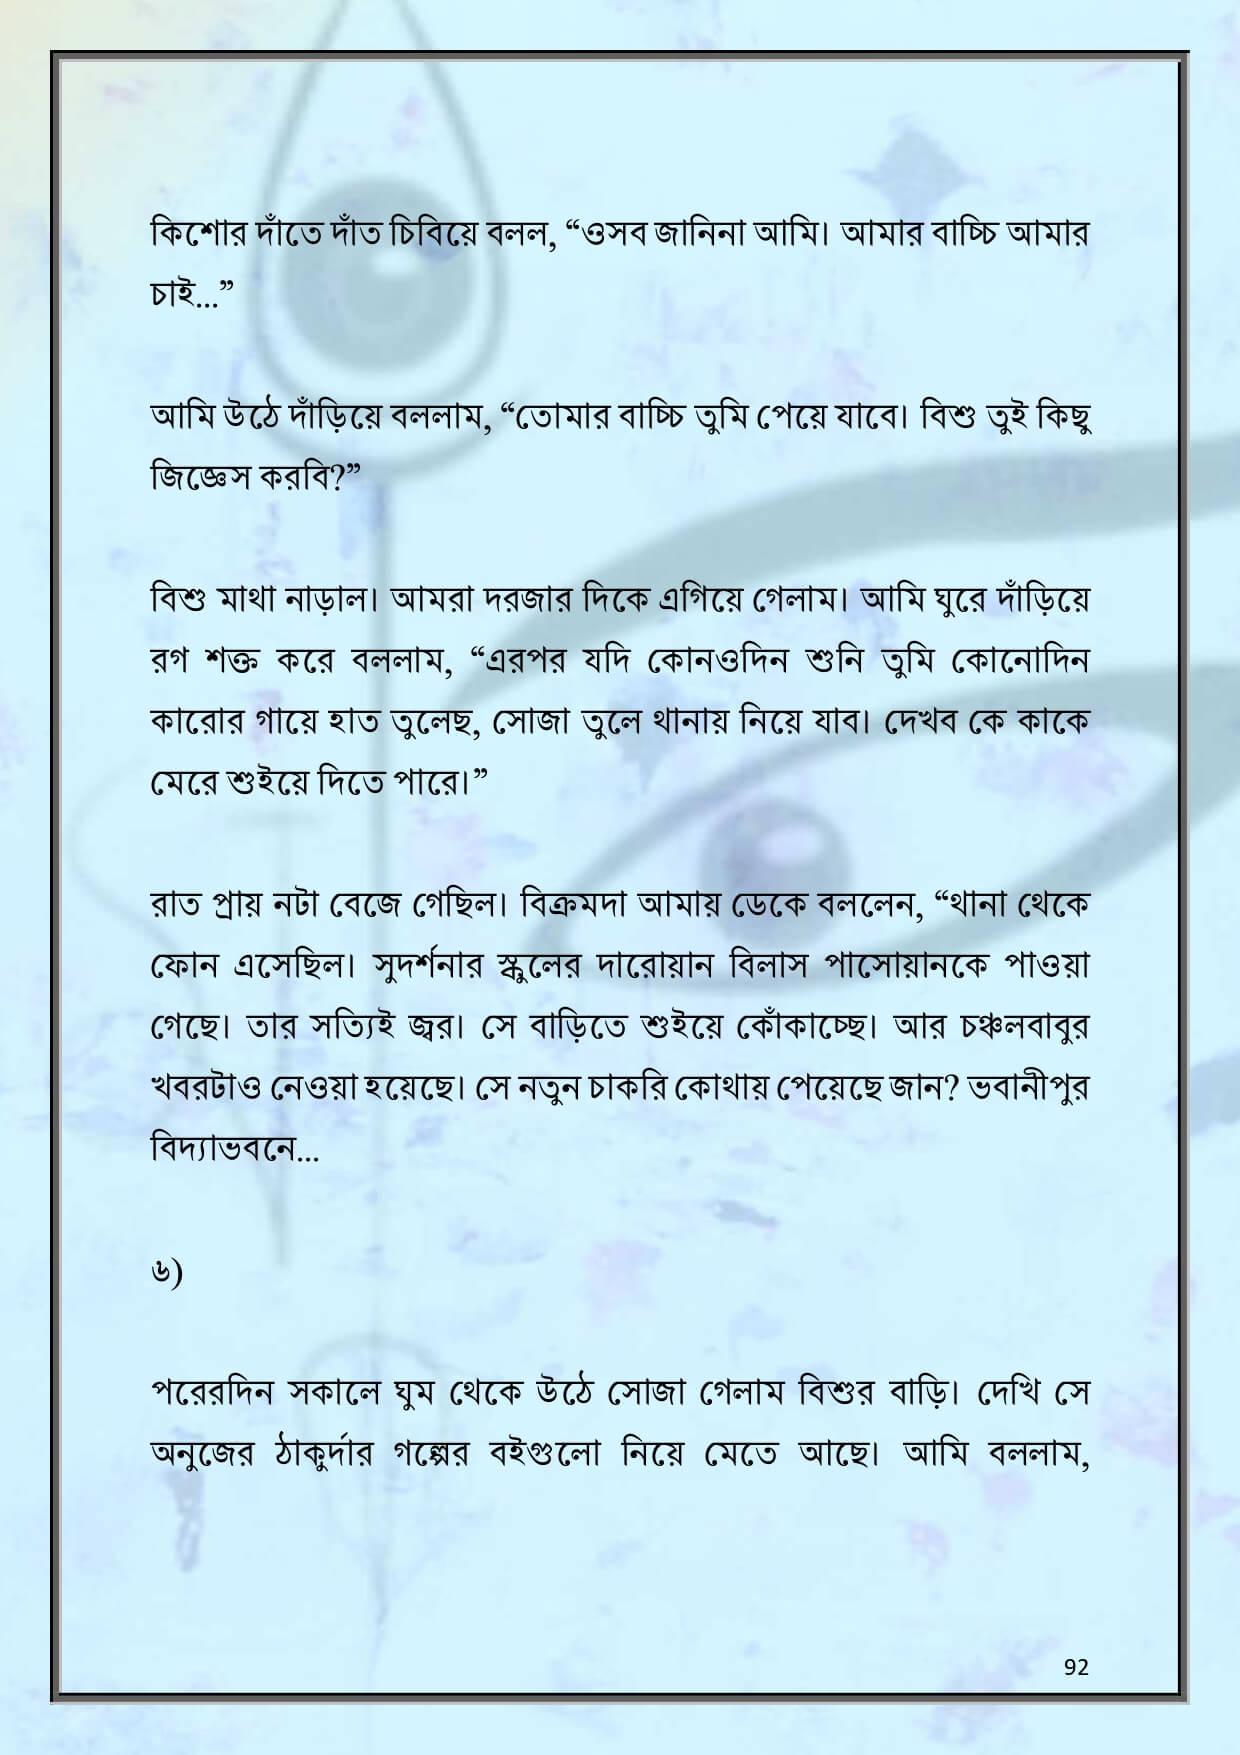 কিশোর দাঁতে দাঁত চিবিয়ে বলল, “ওসব জানিনা আমি। আমার বাচ্চি আমার
চাই...”
আমি উঠে দাঁড়িয়ে বললাম, “তোমার বাচ্চি তুমি পেয়ে যাবে। বিশু তুই কিছু
জিজ্ঞেস করবি?”
বিশু মাথা নাড়াল। আমরা দরজার দিকে এগিয়ে গেলাম। আমি ঘুরে দাঁড়িয়ে
রগ শক্ত করে বললাম, “এরপর যদি কোনওদিন শুনি তুমি কোনোদিন
কারোর গায়ে হাত তুলেছ, সোজা তুলে থানায় নিয়ে যাব। দেখব কে কাকে
মেরে শুইয়ে দিতে পারে।”
রাত প্রায় নটা বেজে গেছিল। বিক্রমদা আমায় ডেকে বললেন, “থানা থেকে
ফোন এসেছিল। সুদর্শনার স্কুলের দারোয়ান বিলাস পাসোয়ানকে পাওয়া
গেছে। তার সত্যিই জ্বর। সে বাড়িতে শুইয়ে কোঁকাচ্ছে। আর চঞ্চলবাবুর
খবরটাও নেওয়া হয়েছে। সে নতুন চাকরি কোথায় পেয়েছে জান? ভবানীপুর
বিদ্যাভবনে...
৬)
পরেরদিন সকালে ঘুম থেকে উঠে সোজা গেলাম বিশুর বাড়ি। দেখি সে
অনুজের ঠাকুর্দার গল্পের বইগুলো নিয়ে মেতে আছে। আমি বললাম,
92